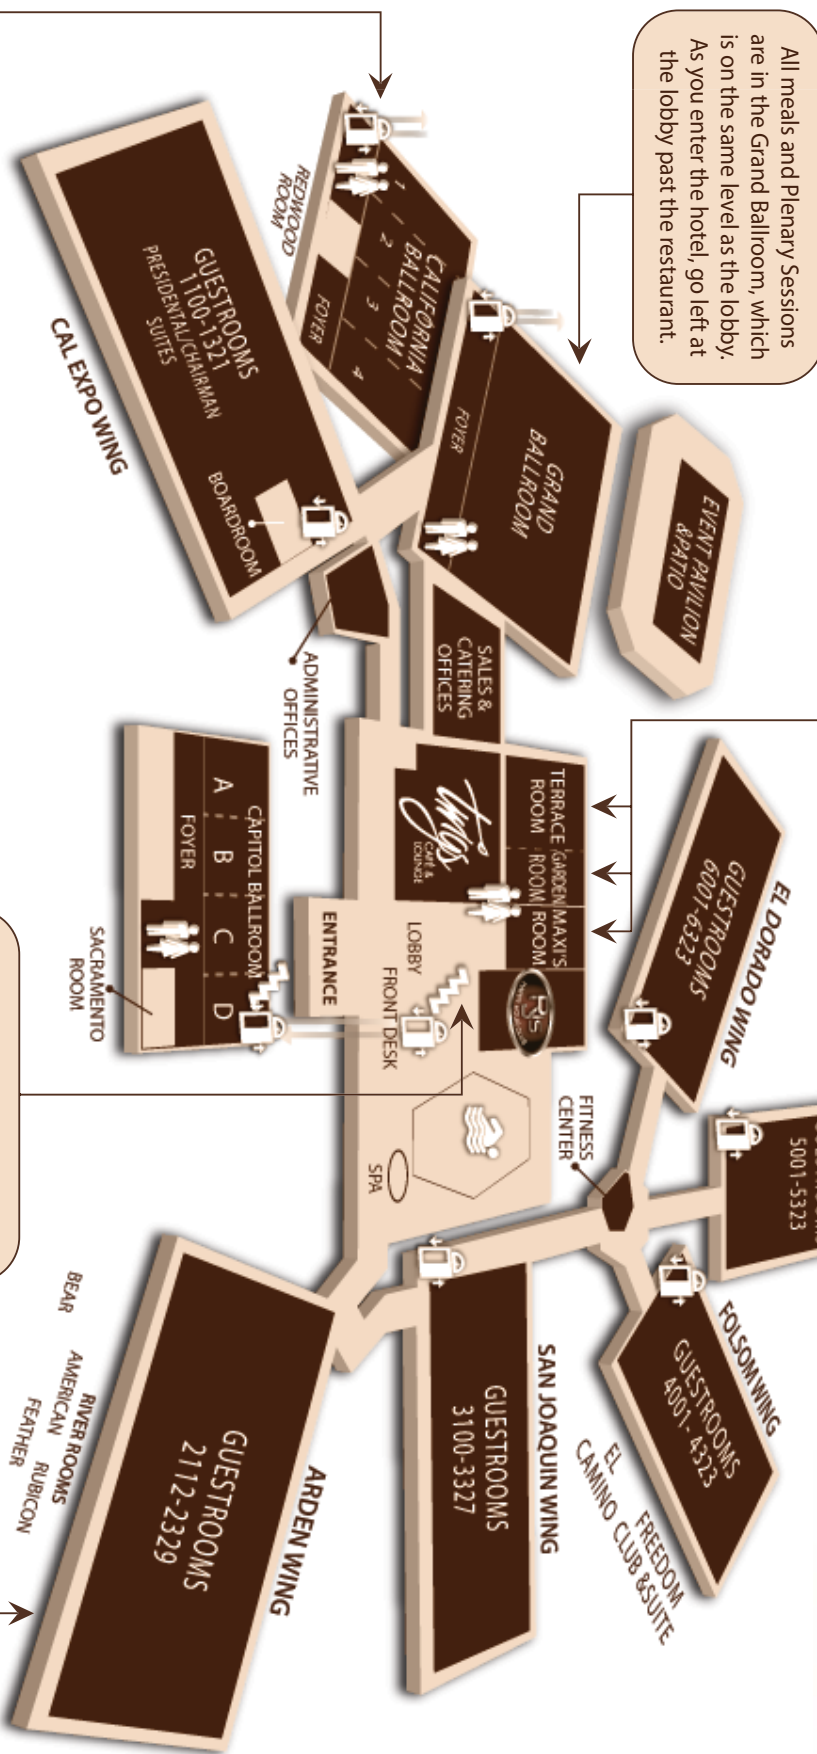 All meals and Plenary Sessions
are in the Grand Ballroom, which
is on the same level as the lobby.
As you enter the hotel, go left at
the lobby past the restaurant.
EVENT PAVILION
&PATIO
GRAND
BALLROOM
FOYER
CALIFORNIA
BALLROOM
1
2
3
4
FOYER
REDWOOD
ROOM
GUESTROOMS
1100-1321
PRESIDENTAL/CHAIRMAN
SUITES
BOARDROOM
CAL EXPO WING
ADMINISTRATIVE
OFFICES
SALES &
CATERING
OFFICES
TERRACE
ROOM
GARDEN
ROOM
MAXI'S
ROOM
CAFÉ &
LOUNGE
PJ's
LOBBY
FRONT DESK
ENTRANCE
CAPITOL BALLROOM
A
B
C
D
FOYER
SACRAMENTO
ROOM
SPA
FITNESS
CENTER
EL DORADO WING
GUESTROOMS
6001-6323
5001-5323
FOLSOM WING
GUESTROOMS
4001-4323
EL
CAMINO
FREEDOM
CLUB &SUITE
SAN JOAQUIN WING
GUESTROOMS
3100-3327
ARDEN WING
GUESTROOMS
2112-2329
RIVER ROOMS
BEAR
AMERICAN
RUBICON
FEATHER